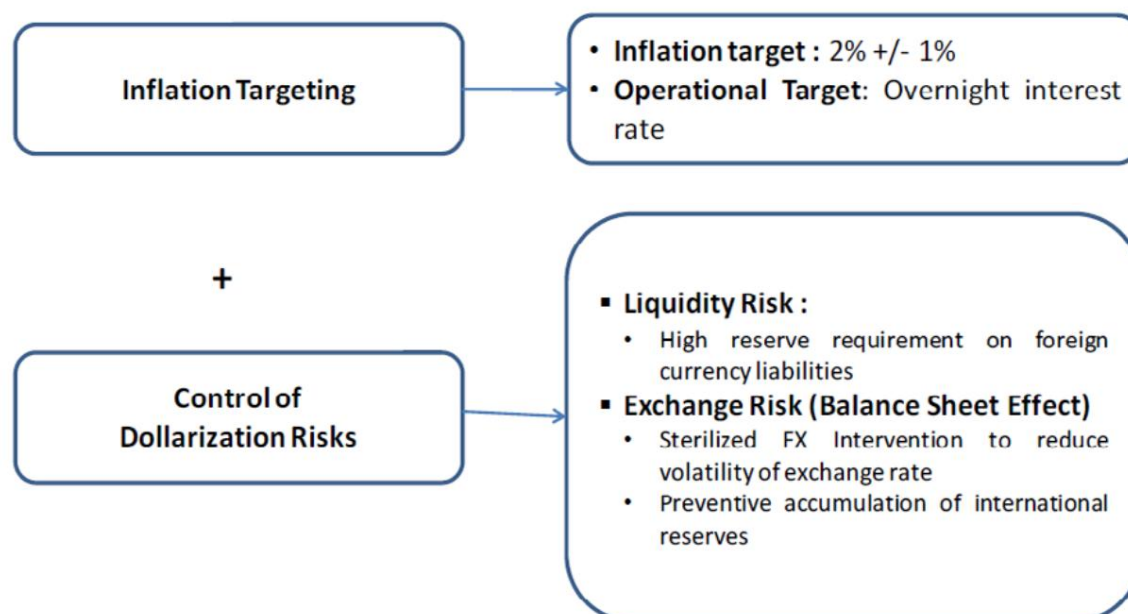 Inflation Targeting
• Inflation target : 2% +/- 1%
• Operational Target: Overnight interest
rate
+
Control of
Dollarization Risks
▪ Liquidity Risk :
• High reserve requirement on foreign
currency liabilities
▪ Exchange Risk (Balance Sheet Effect)
• Sterilized FX Intervention to reduce
volatility of exchange rate
• Preventive accumulation of international
reserves